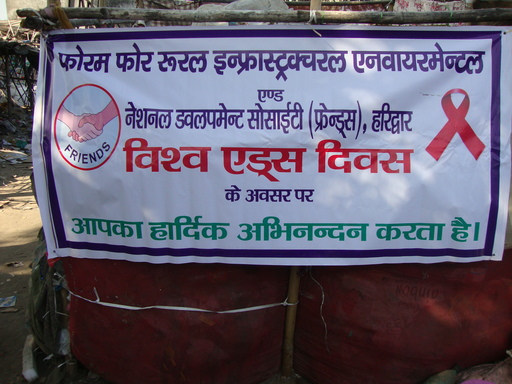 फोरम फोर रूरल इन्फ्रास्ट्रक्चरल एनवायरमेन्टल
एण्ड
नेशनल डवलपमेन्ट सोसाईटी (फ्रेन्ड्स), हरिद्वार
FRIENDS
विश्व एड्स दिवस
के अवसर पर
आपका हार्दिक अभिनन्दन करता है।